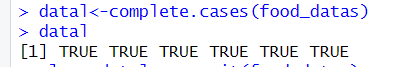 > datal<-complete.cases(food_datas)
> datal
[1] TRUE TRUE TRUE TRUE TRUE TRUE